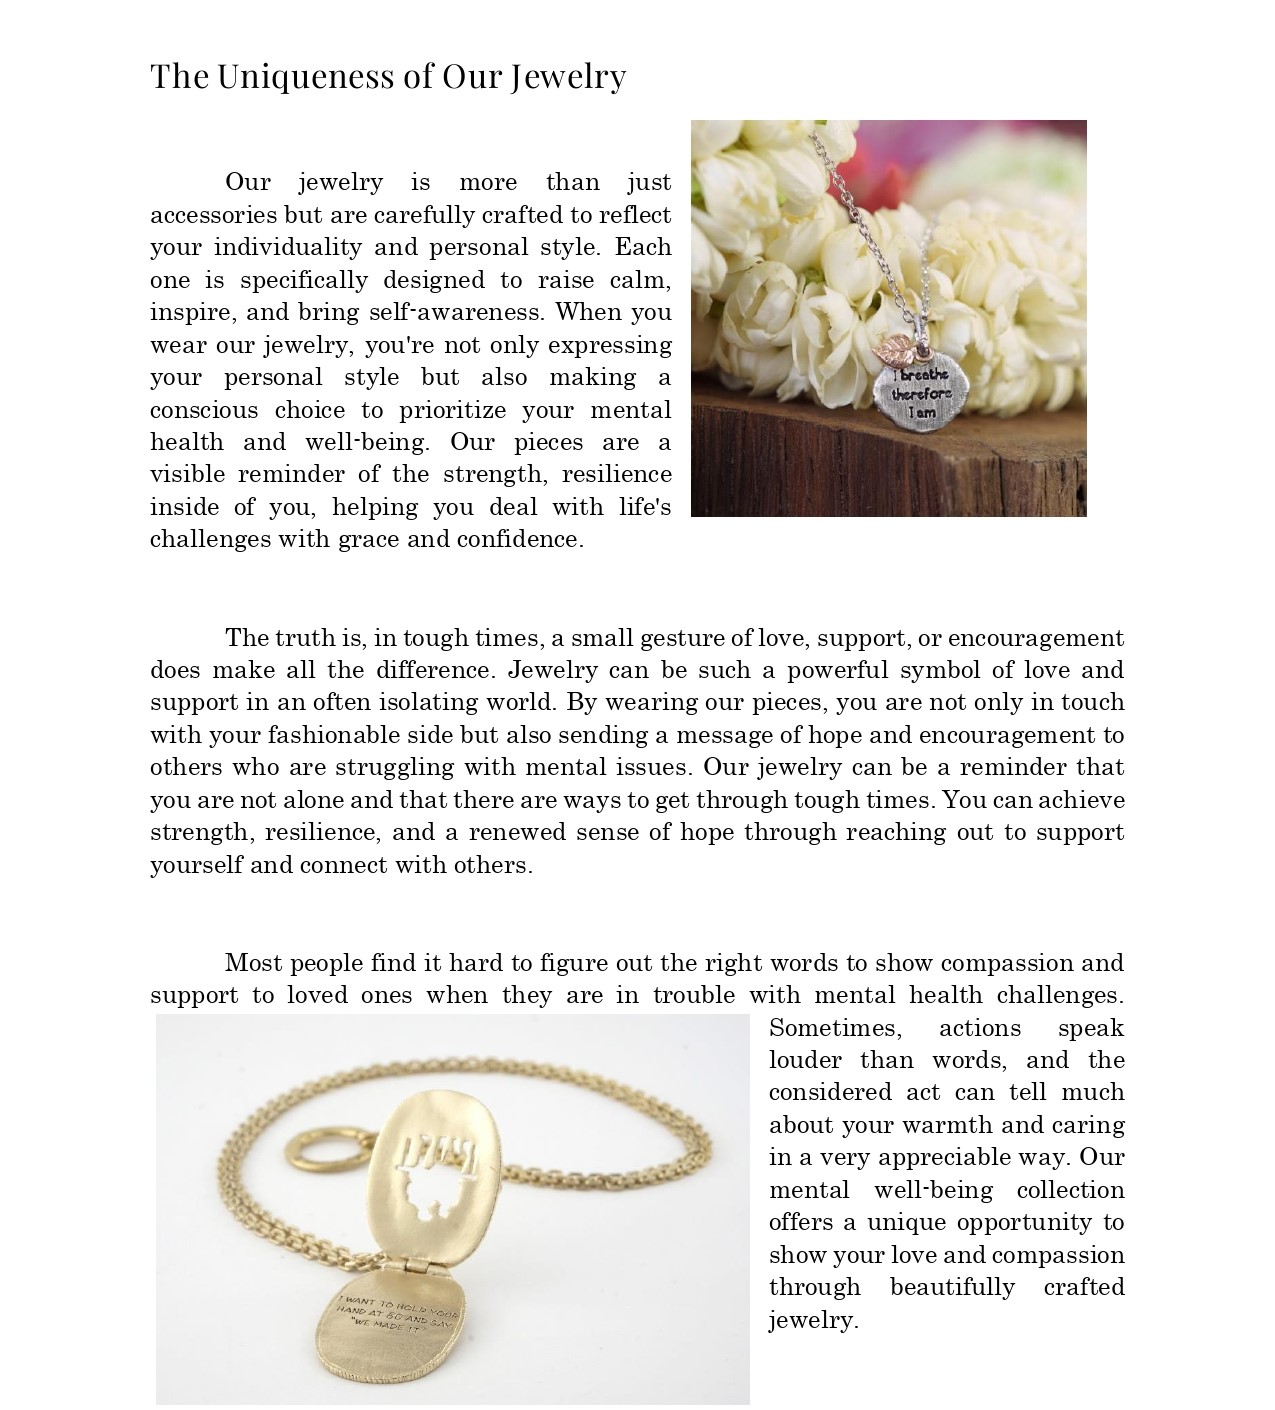 The Uniqueness of Our Jewelry
Our jewelry is more than just
accessories but are carefully crafted to reflect
your individuality and personal style. Each
one is specifically designed to raise calm,
inspire, and bring self-awareness. When you
wear our jewelry, you're not only expressing
your personal style but also making a
conscious choice to prioritize your mental
health and well-being. Our pieces are a
visible reminder of the strength, resilience
inside of you, helping you deal with life's
challenges with grace and confidence.
I breathe
therefore
I am
The truth is, in tough times, a small gesture of love, support, or encouragement
does make all the difference. Jewelry can be such a powerful symbol of love and
support in an often isolating world. By wearing our pieces, you are not only in touch
with your fashionable side but also sending a message of hope and encouragement to
others who are struggling with mental issues. Our jewelry can be a reminder that
you are not alone and that there are ways to get through tough times. You can achieve
strength, resilience, and a renewed sense of hope through reaching out to support
yourself and connect with others.
Most people find it hard to figure out the right words to show compassion and
support to loved ones when they are in trouble with mental health challenges.
Sometimes, actions speak
louder than words, and the
considered act can tell much
about your warmth and caring
in a very appreciable way. Our
mental well-being collection
offers a unique opportunity to
show your love and compassion
through beautifully crafted
jewelry.
I WANT TO HOLD YOUR
HAND AT 80 AND SAY
"WE MADE IT"